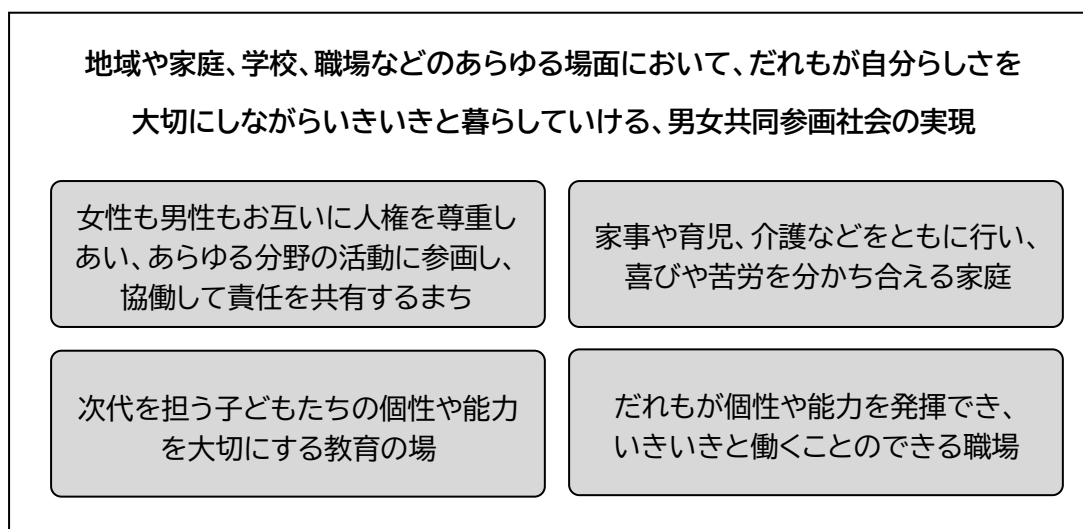 地域や家庭、学校、職場などのあらゆる場面において、だれもが自分らしさを
大切にしながらいきいきと暮らしていける、男女共同参画社会の実現
女性も男性もお互いに人権を尊重し
あい、あらゆる分野の活動に参画し、
協働して責任を共有するまち
家事や育児、介護などをともに行い、
喜びや苦労を分かち合える家庭
次代を担う子どもたちの個性や能力
を大切にする教育の場
だれもが個性や能力を発揮でき、
いきいきと働くことのできる職場